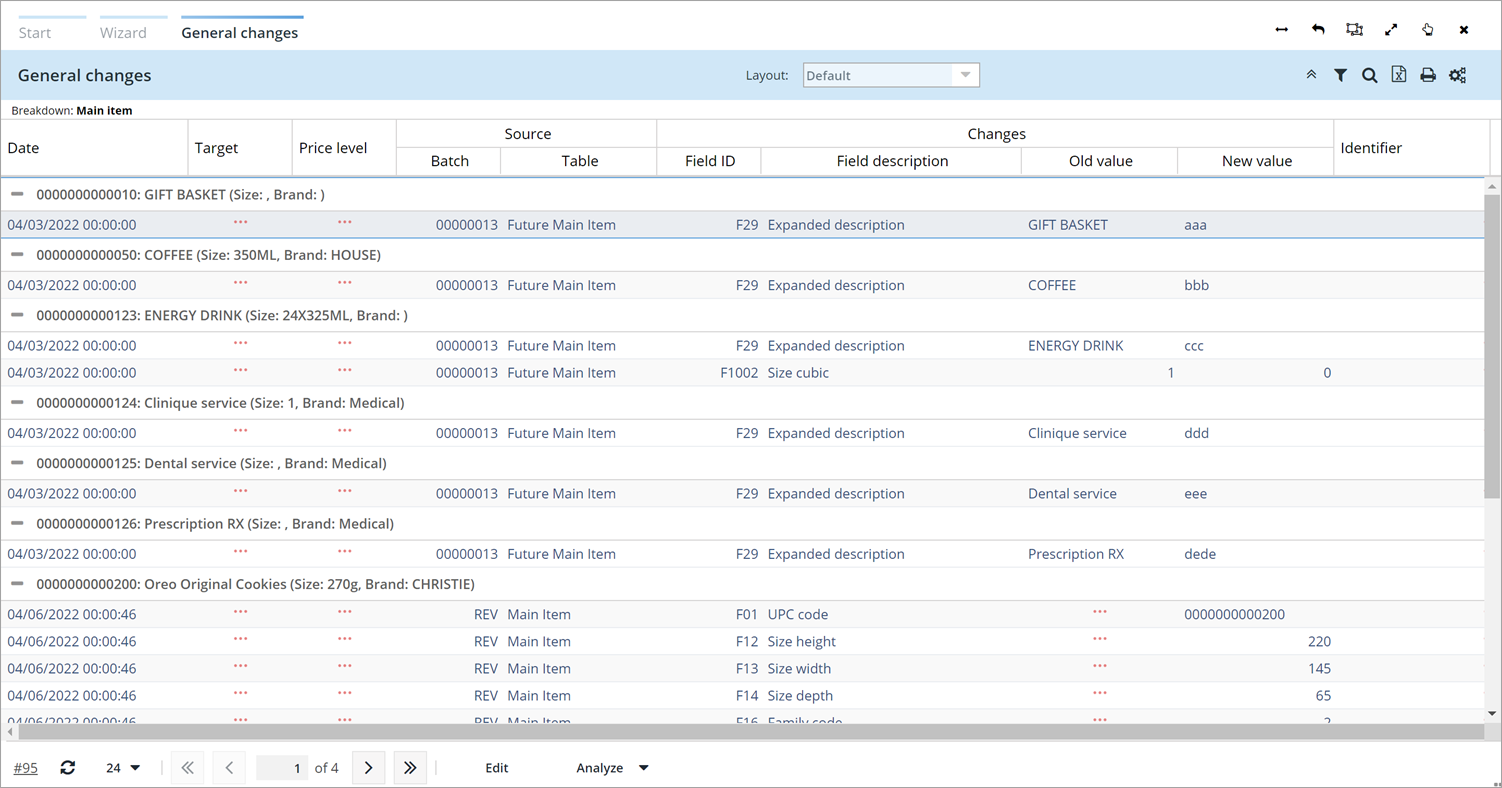 Start Wizard General changes
General changes Layout: Default
Breakdown: Main item
Date Target Price level Source Changes Identifier
Batch Table Field ID Field description Old value New value
0000000000010: GIFT BASKET (Size: , Brand: )
04/03/2022 00:00:00 *** *** 00000013 Future Main Item F29 Expanded description GIFT BASKET aaa
0000000000050: COFFEE (Size: 350ML, Brand: HOUSE)
04/03/2022 00:00:00 *** *** 00000013 Future Main Item F29 Expanded description COFFEE bbb
0000000000123: ENERGY DRINK (Size: 24X325ML, Brand: )
04/03/2022 00:00:00 *** *** 00000013 Future Main Item F29 Expanded description ENERGY DRINK ccc
04/03/2022 00:00:00 *** *** 00000013 Future Main Item F1002 Size cubic 1 0
0000000000124: Clinique service (Size: 1, Brand: Medical)
04/03/2022 00:00:00 *** *** 00000013 Future Main Item F29 Expanded description Clinique service ddd
0000000000125: Dental service (Size: , Brand: Medical)
04/03/2022 00:00:00 *** *** 00000013 Future Main Item F29 Expanded description Dental service eee
0000000000126: Prescription RX (Size: , Brand: Medical)
04/03/2022 00:00:00 *** *** 00000013 Future Main Item F29 Expanded description Prescription RX dede
0000000000200: Oreo Original Cookies (Size: 270g, Brand: CHRISTIE)
04/06/2022 00:00:46 *** *** REV Main Item F01 UPC code *** 0000000000200
04/06/2022 00:00:46 *** *** REV Main Item F12 Size height *** 220
04/06/2022 00:00:46 *** *** REV Main Item F13 Size width *** 145
04/06/2022 00:00:46 *** *** REV Main Item F14 Size depth *** 65
04/06/2022 00:00:46 *** *** REV Main Item F16 Family code *** 2
#95 24 1 of 4 Edit Analyze